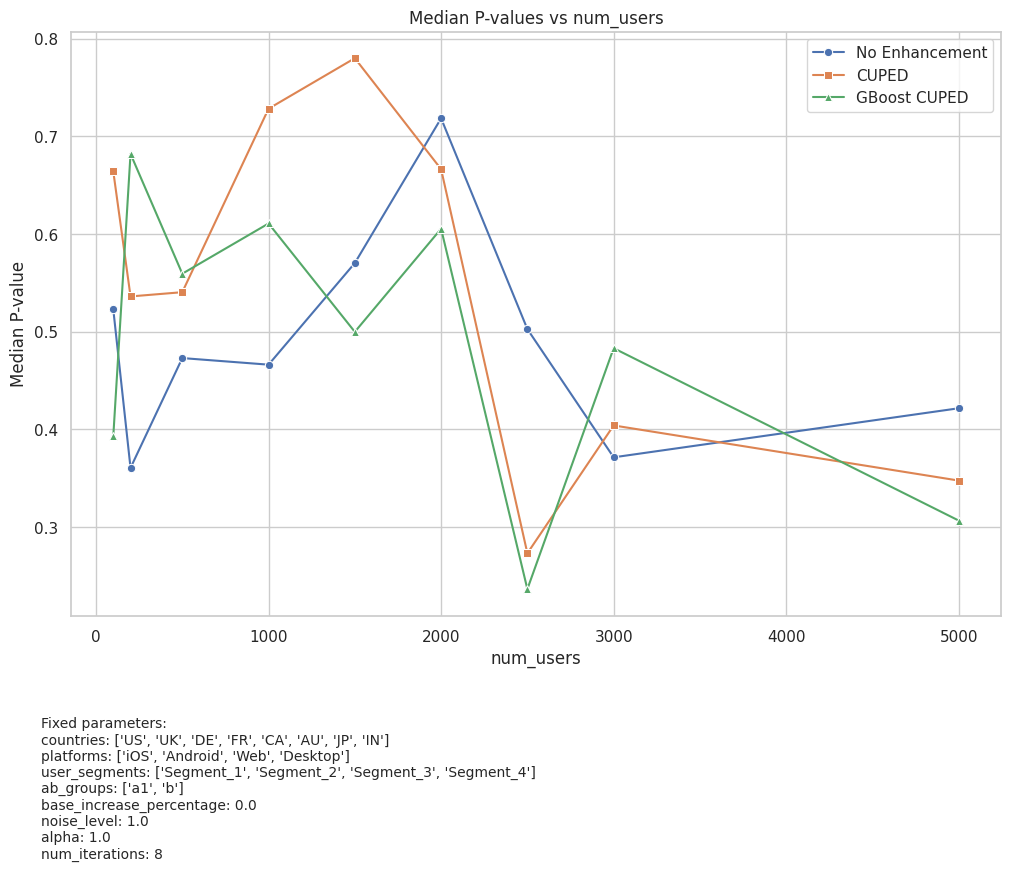 Median P-values vs num_users
No Enhancement
CUPED
GBoost CUPED
Median P-value
0.8
0.7
0.6
0.5
0.4
0.3
0
1000
2000
3000
4000
5000
num_users
Fixed parameters:
countries: ['US', 'UK', 'DE', 'FR', 'CA', 'AU', 'JP', 'IN']
platforms: ['iOS', 'Android', 'Web', 'Desktop']
user_segments: ['Segment_1', 'Segment_2', 'Segment_3', 'Segment_4']
ab_groups: ['a1', 'b']
base_increase_percentage: 0.0
noise_level: 1.0
alpha: 1.0
num_iterations: 8